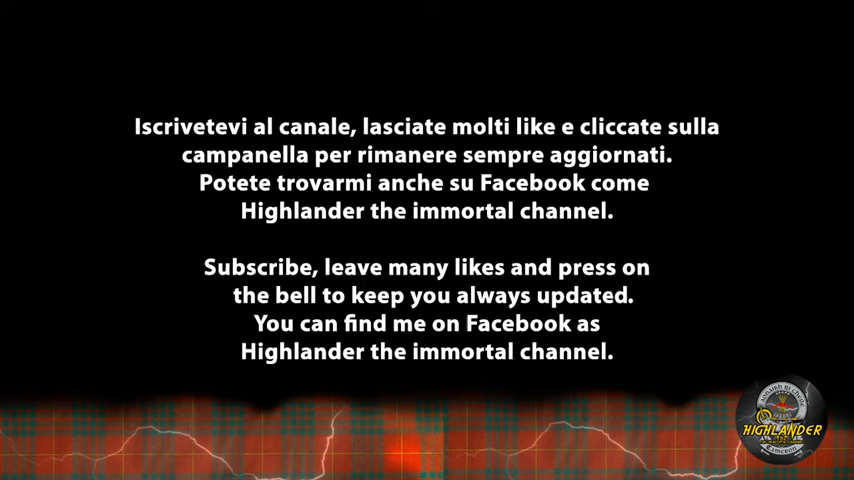 Iscrivetevi al canale, lasciate molti like e cliccate sulla
campanella per rimanere sempre aggiornati.
Potete trovarmi anche su Facebook come
Highlander the immortal channel.
Subscribe, leave many likes and press on
the bell to keep you always updated.
You can find me on Facebook as
Highlander the immortal channel.
HIGHLANDER